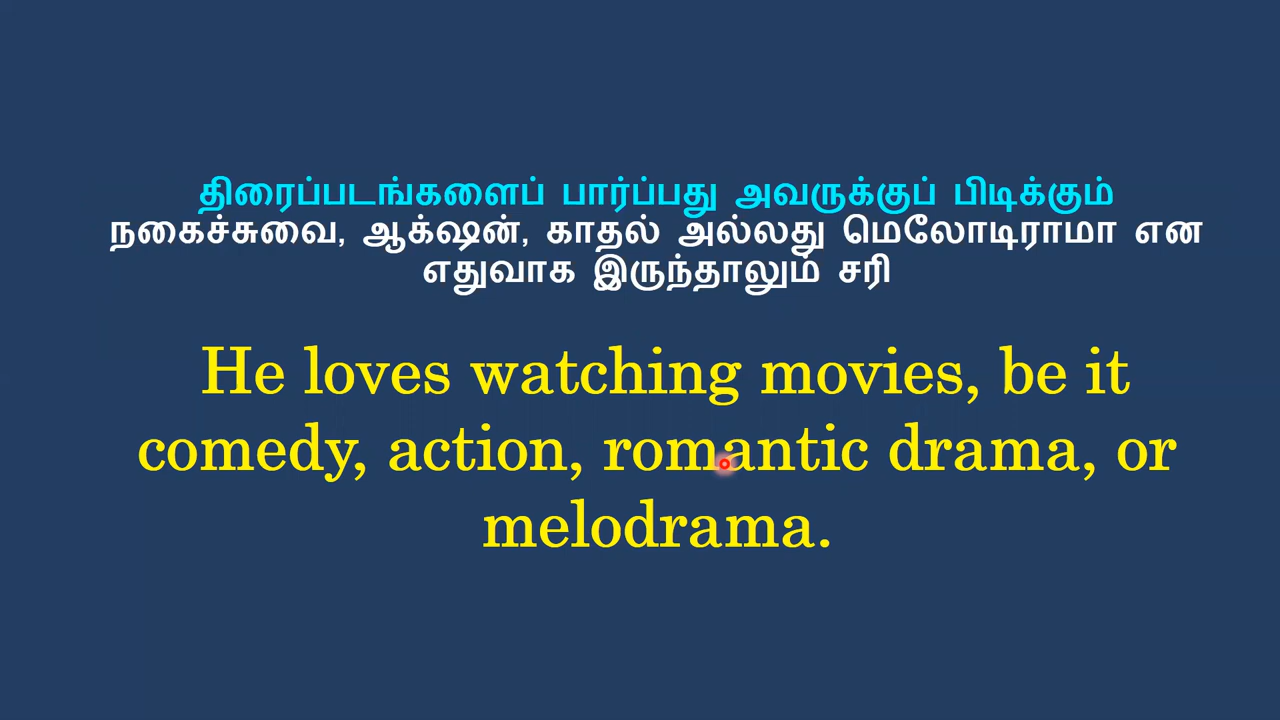 திரைப்படங்களைப் பார்ப்பது அவருக்குப் பிடிக்கும்
நகைச்சுவை, ஆக்ஷன், காதல் அல்லது மெலோடிராமா என
எதுவாக இருந்தாலும் சரி
He loves watching movies, be it
comedy, action, romantic drama, or
melodrama.